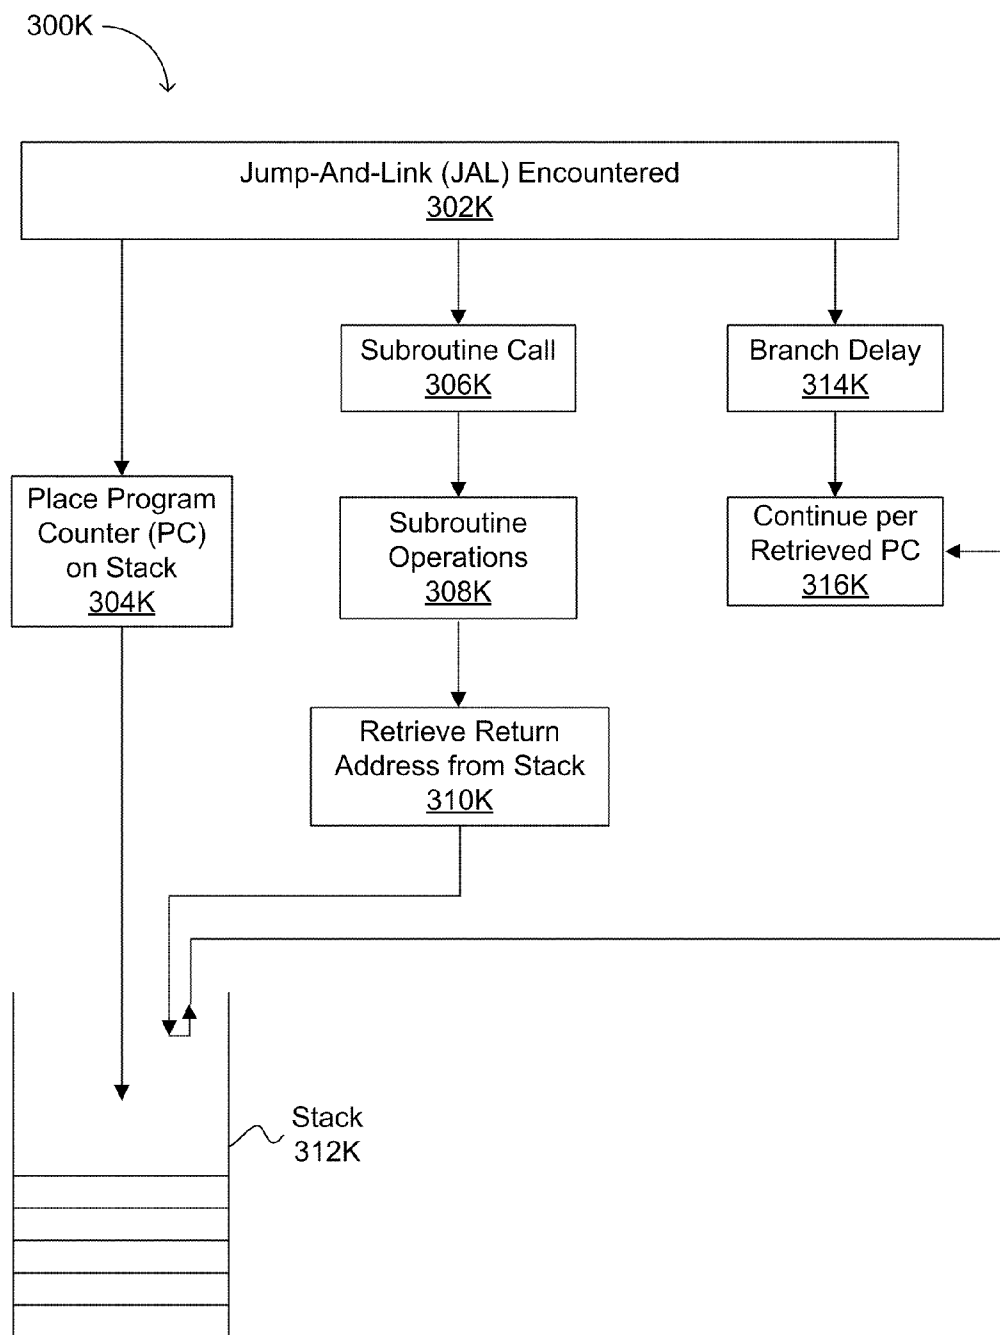 300K
Jump-And-Link (JAL) Encountered
302K
Subroutine Call
306K
Branch Delay
314K
Place Program
Counter (PC)
on Stack
304K
Subroutine
Operations
308K
Continue per
Retrieved PC
316K
Retrieve Return
Address from Stack
310K
Stack
312K